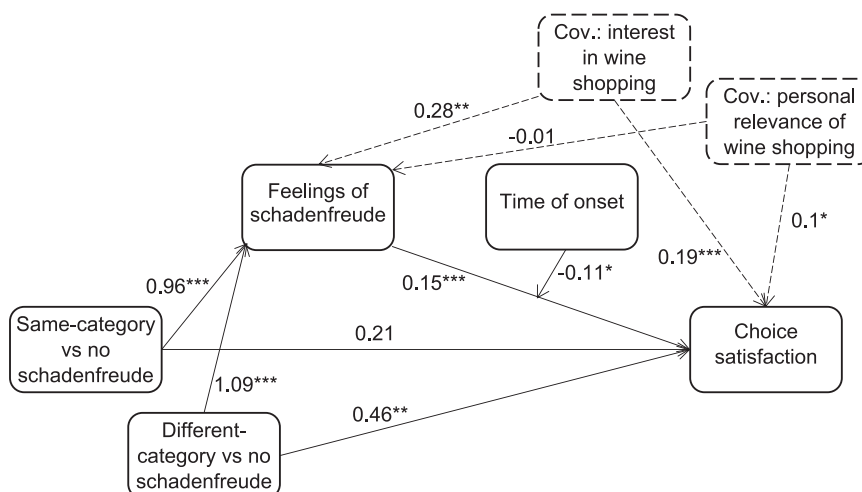 Cov.: interest
in wine
shopping
Cov.: personal
relevance of
wine shopping
0.28**
-0.01
Feelings of
schadenfreude
Time of onset
0.1*
0.96***
0.15***
-0.11*
0.19***
Same-category
vs no
schadenfreude
0.21
Choice
satisfaction
1.09***
0.46**
Different-
category vs no
schadenfreude